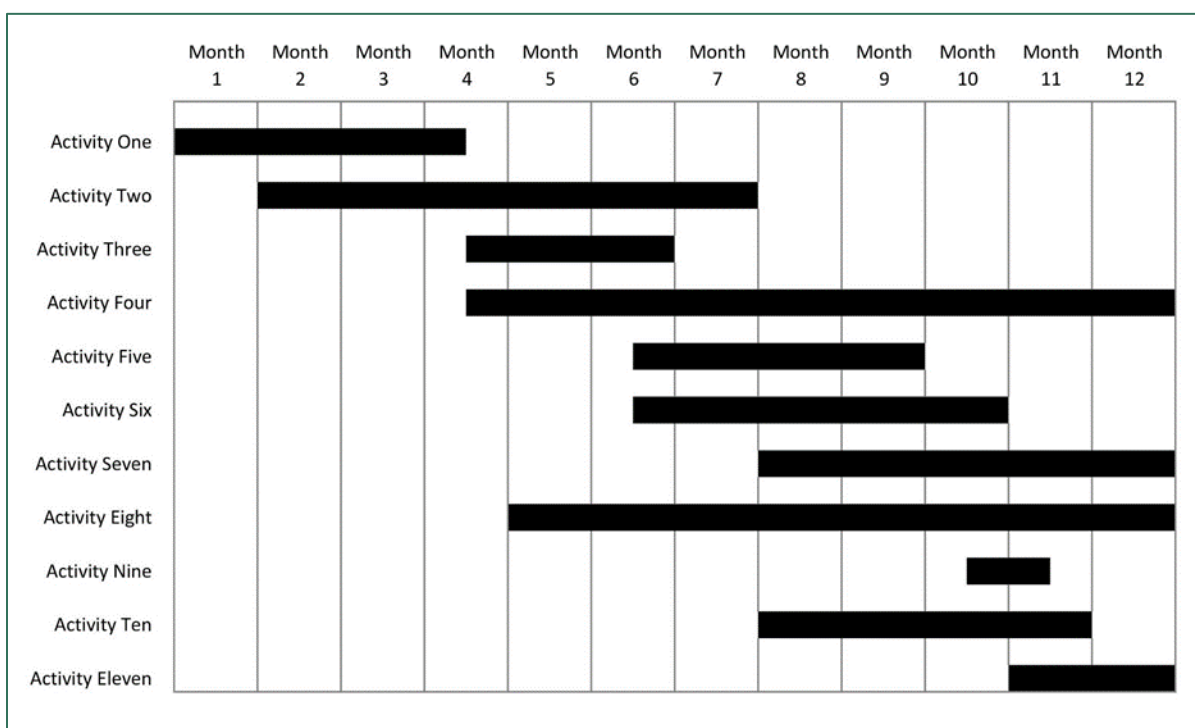 Month Month Month Month Month Month Month Month Month Month Month Month
1 2 3 4 5 6 7 8 9 10 11 12
Activity One
Activity Two
Activity Three
Activity Four
Activity Five
Activity Six
Activity Seven
Activity Eight
Activity Nine
Activity Ten
Activity Eleven